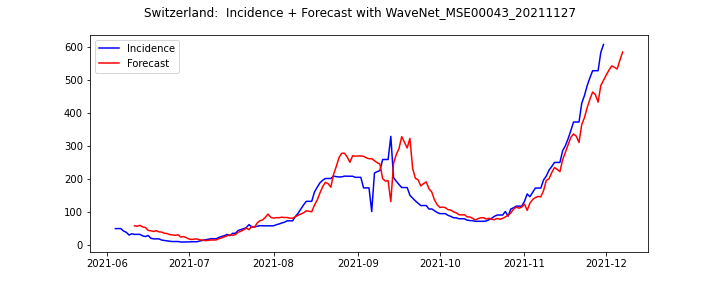 Switzerland:  Incidence + Forecast with WaveNet_MSE00043_20211127
Incidence
Forecast
600
500
400
300
200
100
0
2021-06 2021-07 2021-08 2021-09 2021-10 2021-11 2021-12